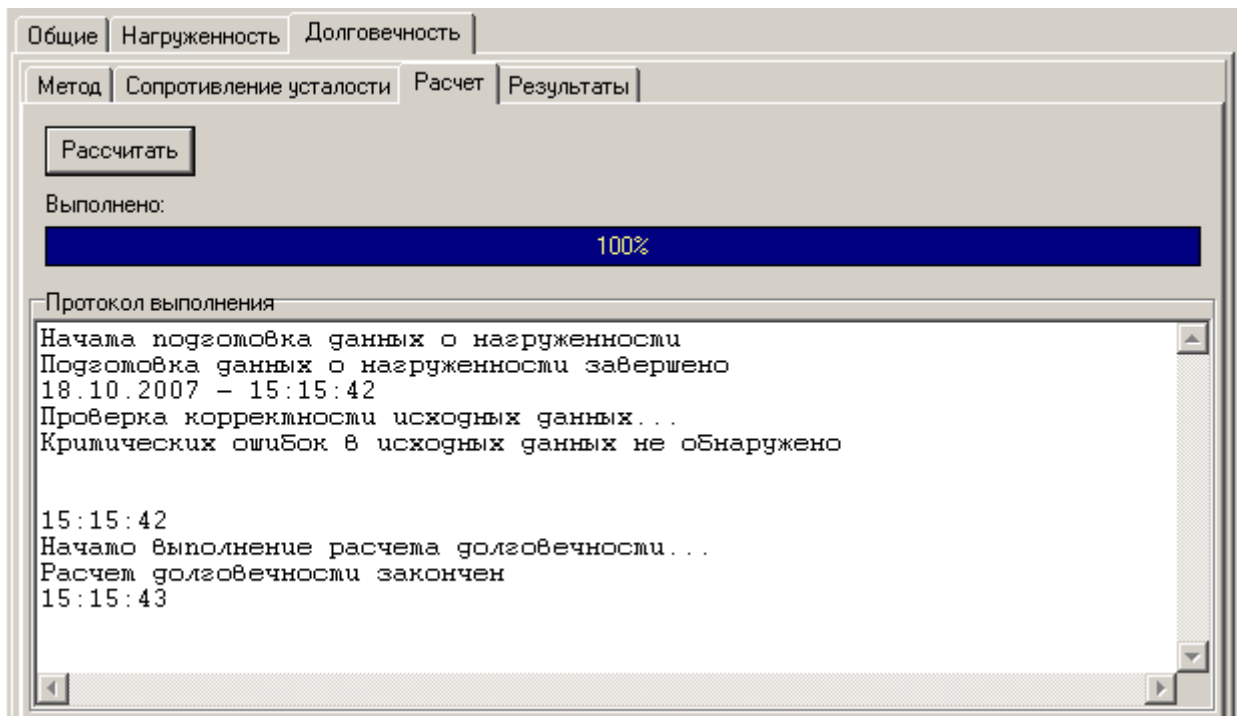 Общие Нагруженность Долговечность
Метод Сопротивление усталости Расчет Результаты
Рассчитать
Выполнено:
100%
Протокол выполнения
Начата подготовка данных о нагруженности
Подготовка данных о нагруженности завершено
18.10.2007 – 15:15:42
Проверка корректности исходных данных...
Критических ошибок в исходных данных не обнаружено
15:15:42
Начато выполнение расчета долговечности...
Расчет долговечности закончен
15:15:43